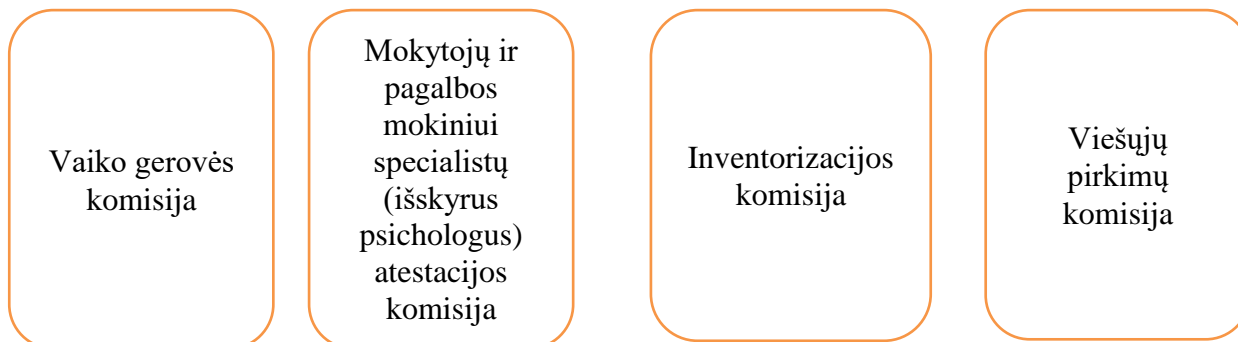 Vaiko gerovės
komisija
Mokytojų ir
pagalbos
mokiniui
specialistų
(išskyrus
psichologus)
atestacijos
komisija
Inventorizacijos
komisija
Viešųjų
pirkimų
komisija